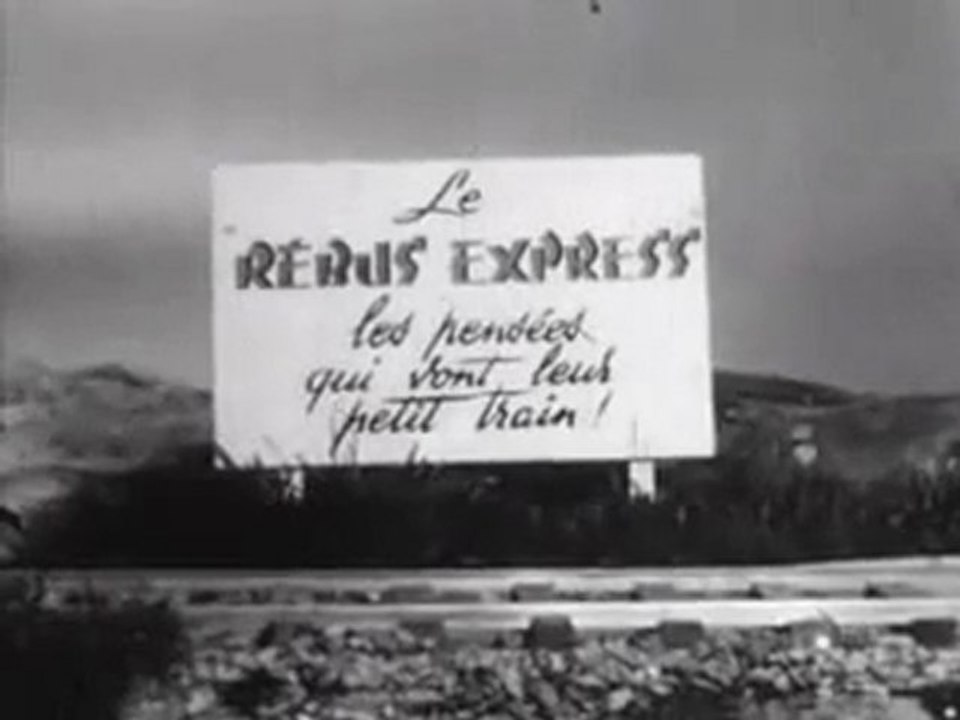 Le
RÉBUS EXPRESS
les pensées
qui vont leur
petit train !